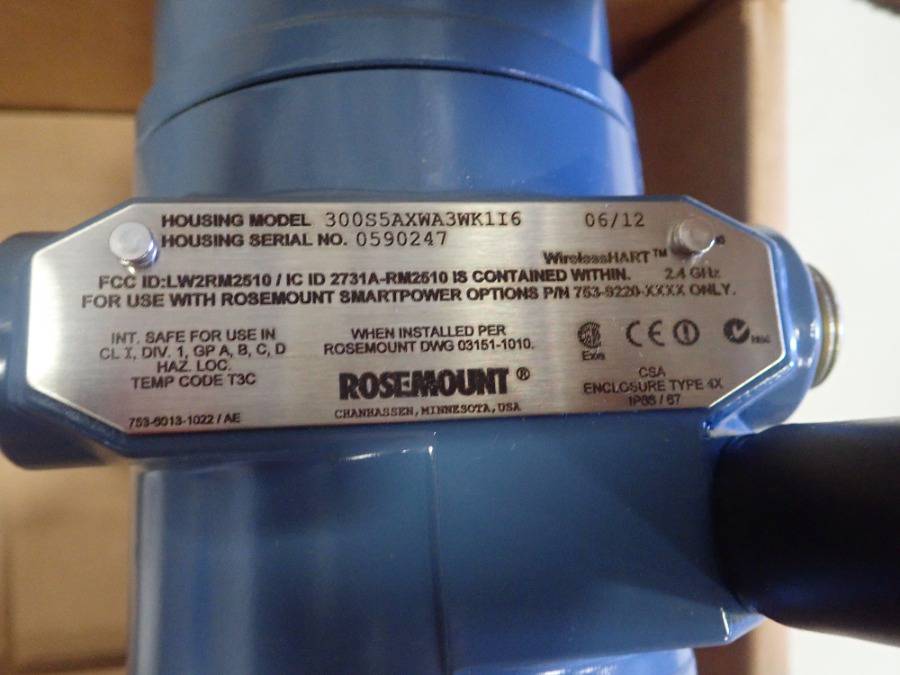 HOUSING MODEL 300S5AXWA3WK1I6 06/12
HOUSING SERIAL NO. 0590247
WirelessHART™
FCC ID:LW2RM2510 / IC ID 2731A-RM2510 IS CONTAINED WITHIN. 2.4 GHz
FOR USE WITH ROSEMOUNT SMARTPOWER OPTIONS P/N 753-9220-XXXX ONLY.
INT. SAFE FOR USE IN
CL I, DIV. 1, GP A, B, C, D
HAZ. LOC.
TEMP CODE T3C
WHEN INSTALLED PER
ROSEMOUNT DWG 03151-1010.
ROSEMOUNT®
CHANHASSEN, MINNESOTA, USA
Exia
CE
CSA
ENCLOSURE TYPE 4X
IP66 / 67
753-5013-1022 / AE